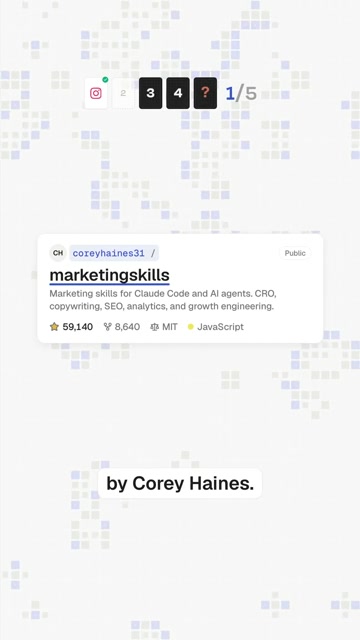 2 3 4 ? 1/5
CH coreyhaines31 / Public
marketingskills
Marketing skills for Claude Code and AI agents. CRO,
copywriting, SEO, analytics, and growth engineering.
59,140 8,640 MIT JavaScript
by Corey Haines.